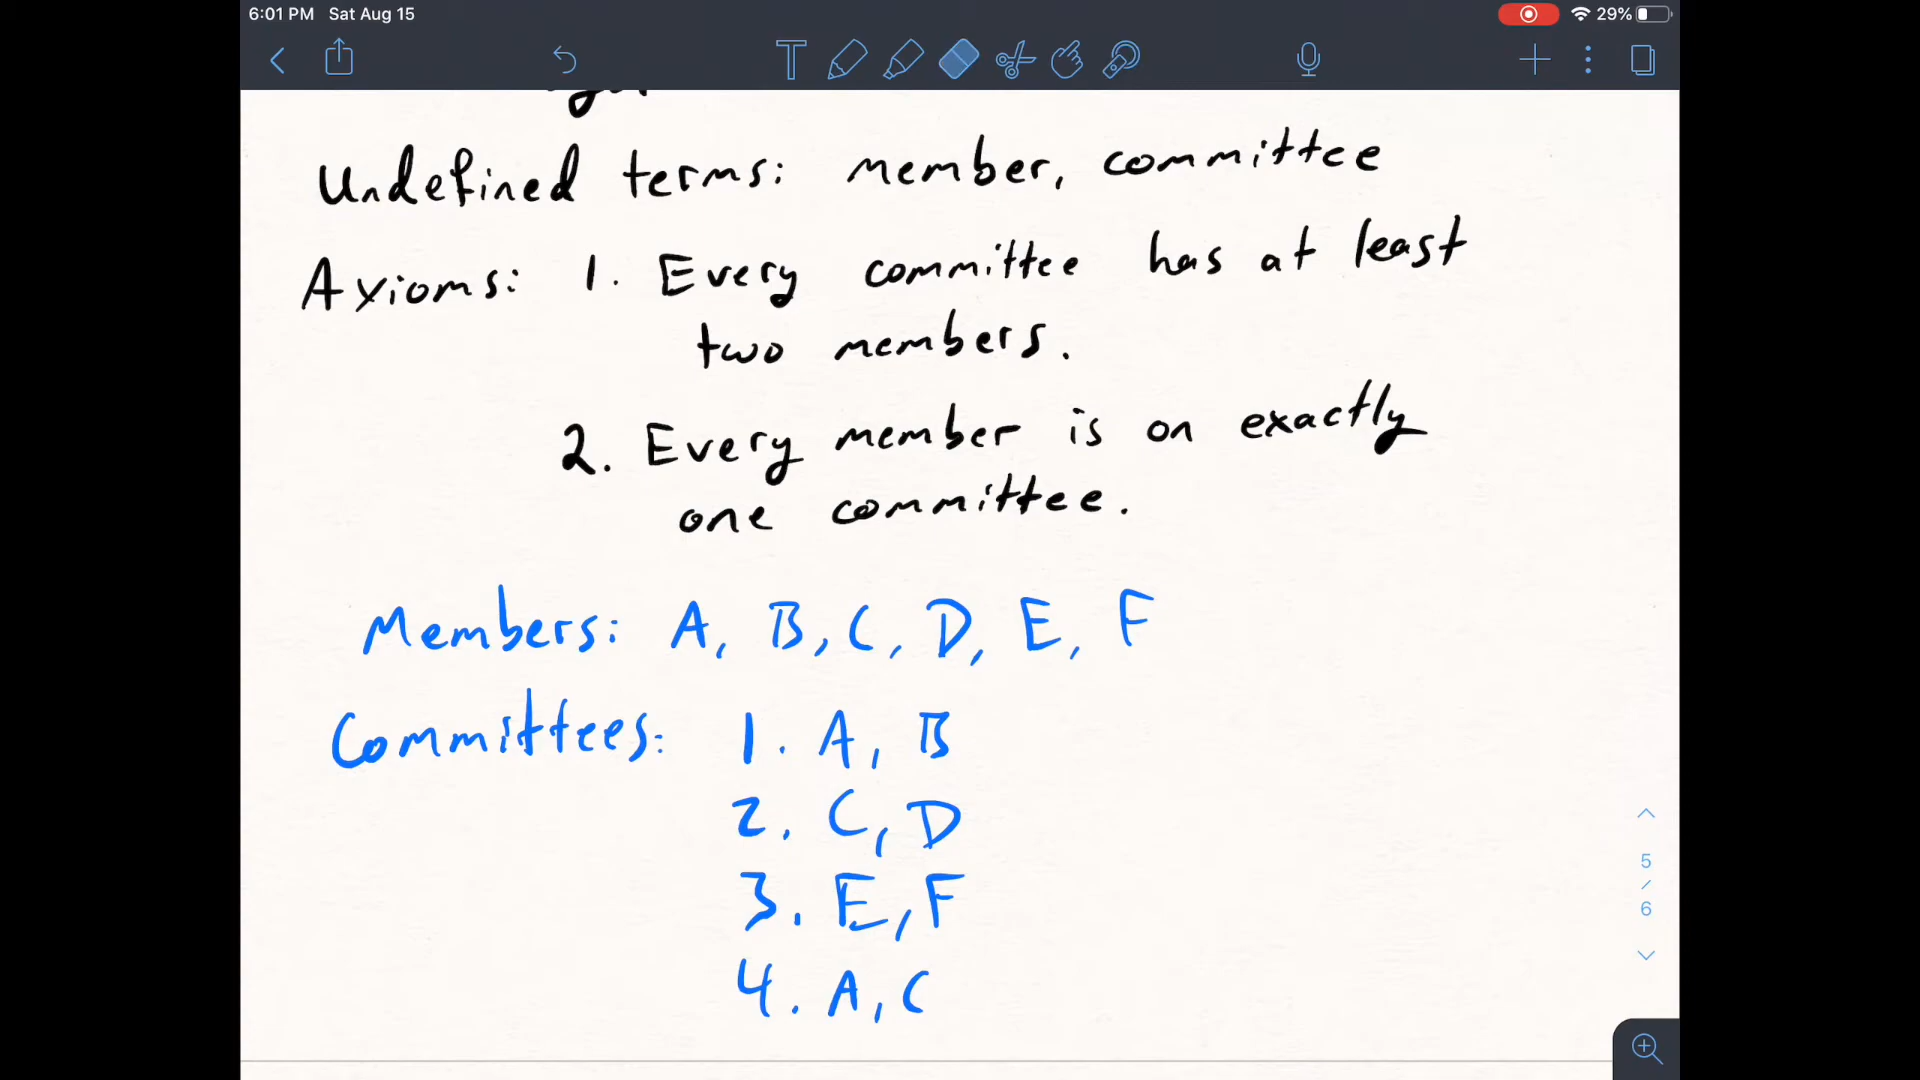 6:01 PM Sat Aug 15
29%
T
Undefined terms: member, committee
Axioms: 1. Every committee has at least
two members.
2. Every member is on exactly
one committee.
Members: A, B, C, D, E, F
Committees: 1. A, B
2. C, D
3. E, F
4. A, C
5
/
6